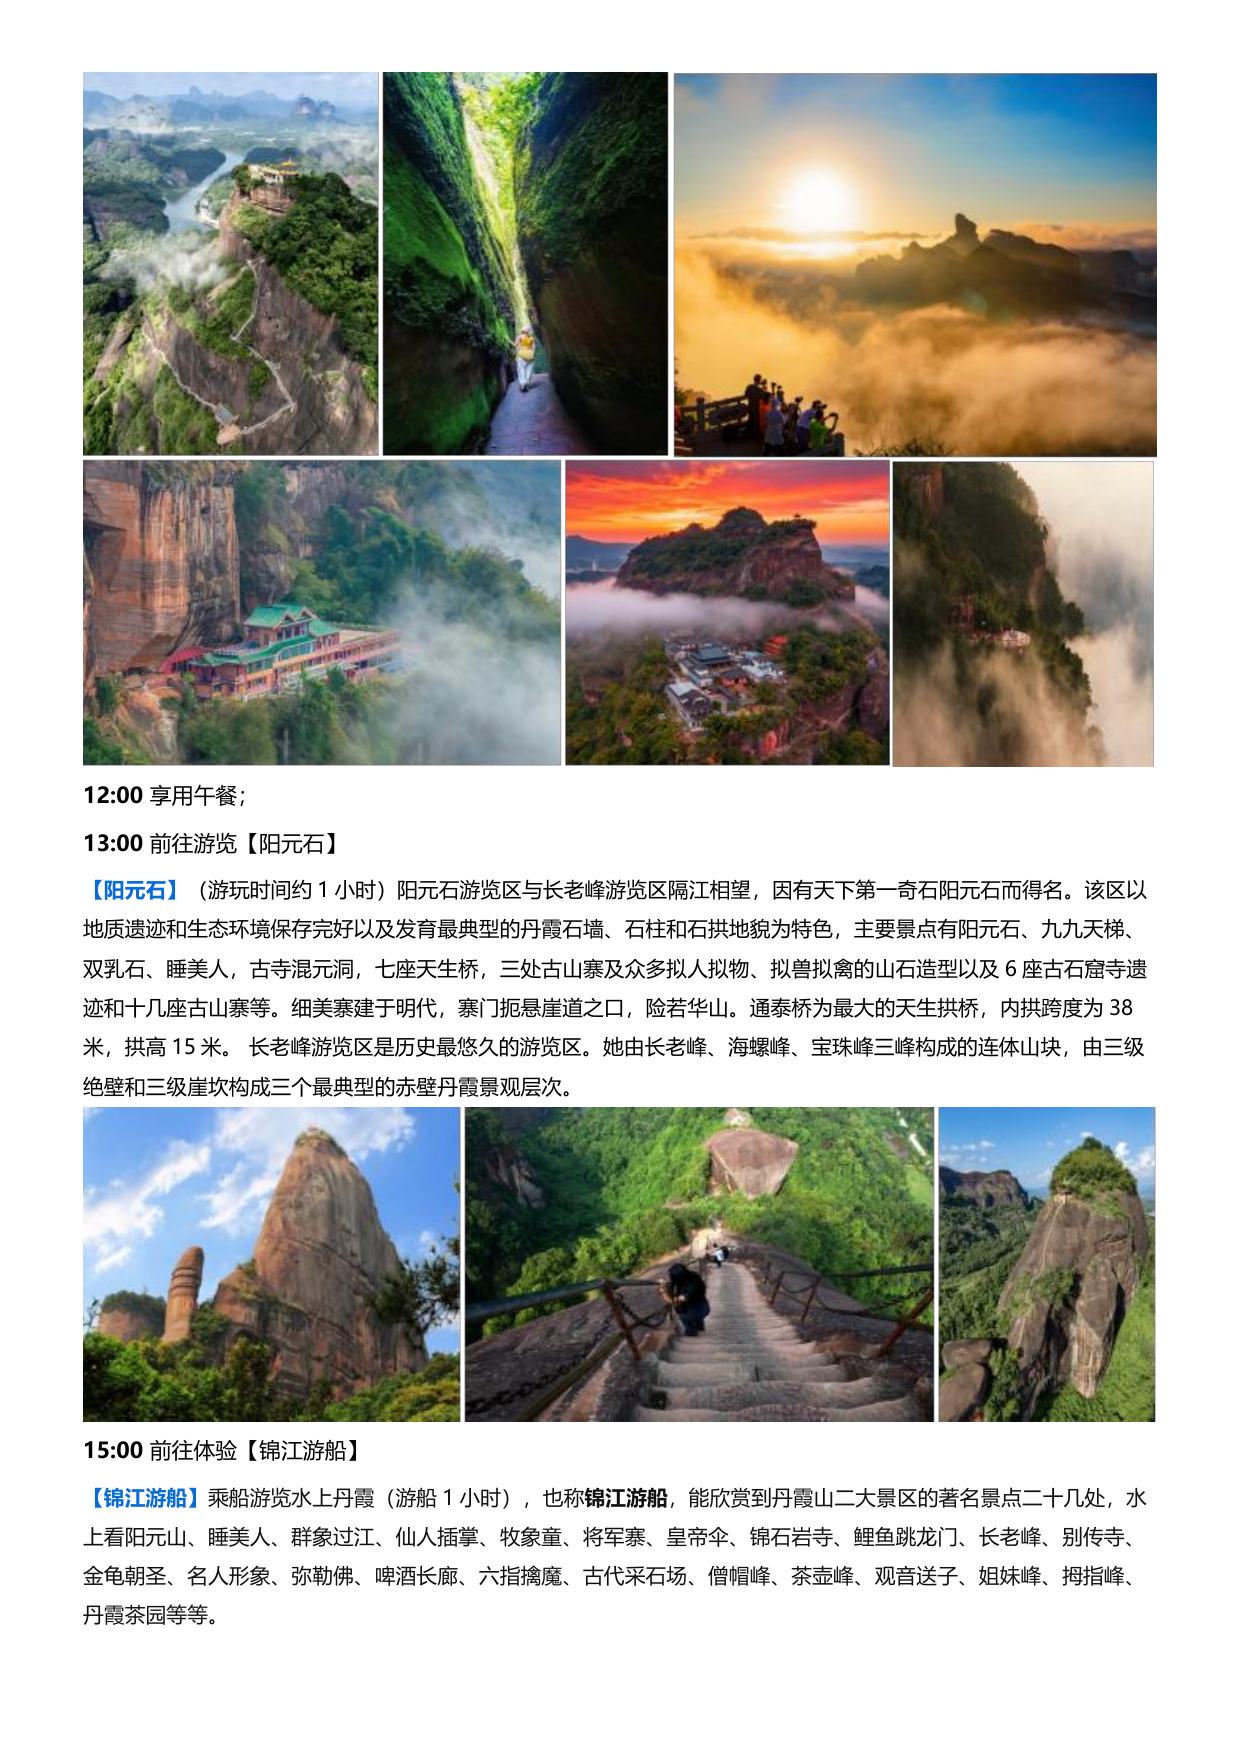 12:00 享用午餐；
13:00 前往游览【阳元石】
【阳元石】（游玩时间约 1 小时）阳元石游览区与长老峰游览区隔江相望，因有天下第一奇石阳元石而得名。该区以
地质遗迹和生态环境保存完好以及发育最典型的丹霞石墙、石柱和石拱地貌为特色，主要景点有阳元石、九九天梯、
双乳石、睡美人，古寺混元洞，七座天生桥，三处古山寨及众多拟人拟物、拟兽拟禽的山石造型以及 6 座古石窟寺遗
迹和十几座古山寨等。细美寨建于明代，寨门扼悬崖道之口，险若华山。通泰桥为最大的天生拱桥，内拱跨度为 38
米，拱高 15 米。 长老峰游览区是历史最悠久的游览区。她由长老峰、海螺峰、宝珠峰三峰构成的连体山块，由三级
绝壁和三级崖坎构成三个最典型的赤壁丹霞景观层次。
15:00 前往体验【锦江游船】
【锦江游船】乘船游览水上丹霞（游船 1 小时），也称锦江游船，能欣赏到丹霞山二大景区的著名景点二十几处，水
上看阳元山、睡美人、群象过江、仙人插掌、牧象童、将军寨、皇帝伞、锦石岩寺、鲤鱼跳龙门、长老峰、别传寺、
金龟朝圣、名人形象、弥勒佛、啤酒长廊、六指擒魔、古代采石场、僧帽峰、茶壶峰、观音送子、姐妹峰、拇指峰、
丹霞茶园等等。